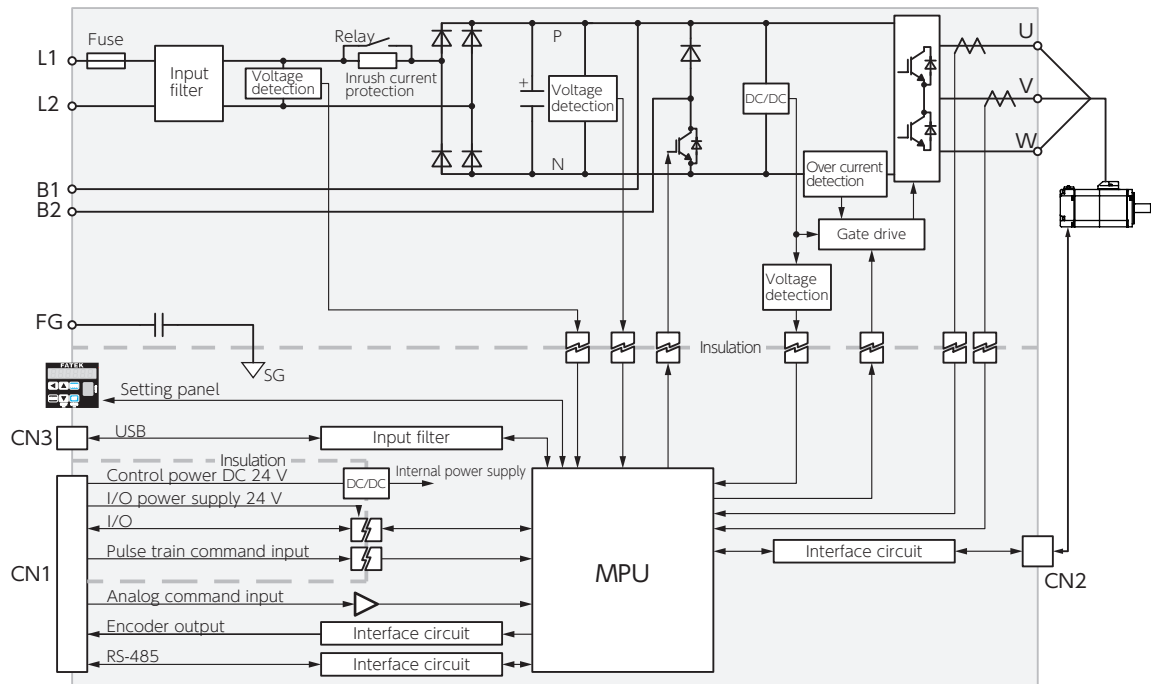 Fuse
L1
Input
filter
Relay
Voltage
detection
Inrush current
protection
L2
P
+
Voltage
detection
N
DC/DC
U
V
W
Over current
detection
B1
B2
Gate drive
Voltage
detection
FG
SG
Insulation
FATEK
Setting panel
CN3
USB
Input filter
Insulation
Control power DC 24 V
DC/DC
Internal power supply
I/O power supply 24 V
I/O
Pulse train command input
CN1
MPU
Interface circuit
CN2
Analog command input
Encoder output
Interface circuit
RS-485
Interface circuit